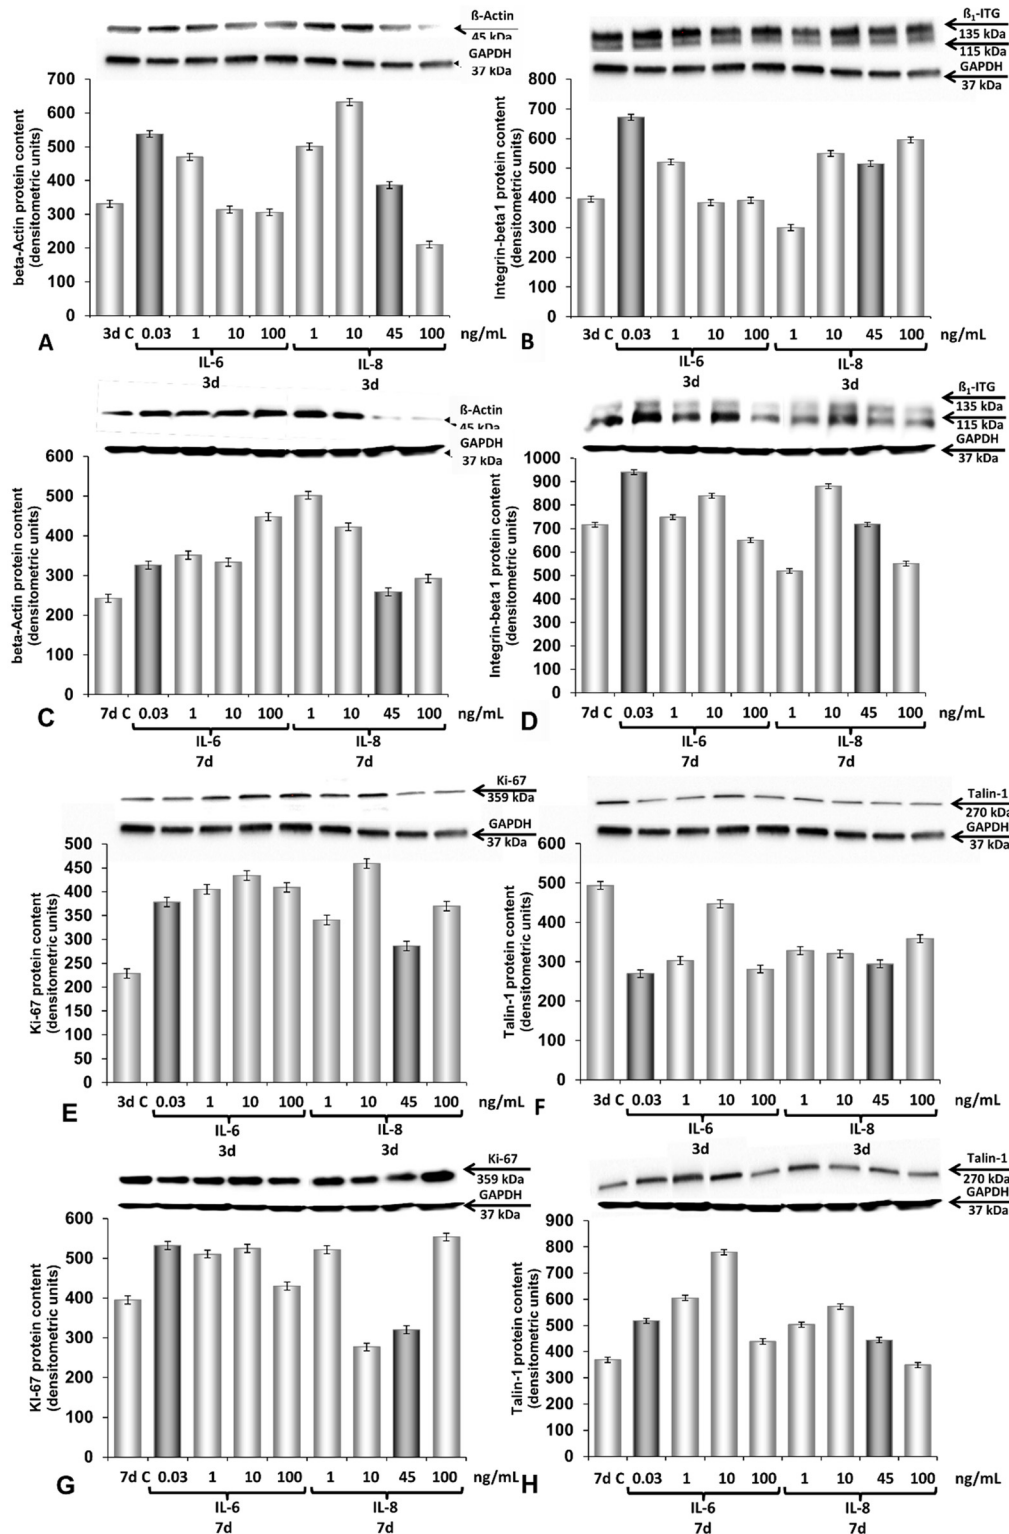 ß-Actin
45 kDa
GAPDH
37 kDa
700
600
500
400
300
200
100
0
beta-Actin protein content
(densitometric units)
3d C 0.03 1 10 100 1 10 45 100 ng/mL
IL-6 IL-8
3d 3d
A
ß1-ITG
135 kDa
115 kDa
GAPDH
37 kDa
800
700
600
500
400
300
200
100
0
Integrin-beta1 protein content
(densitometric units)
3d C 0.03 1 10 100 1 10 45 100 ng/mL
IL-6 IL-8
3d 3d
B
ß-Actin
45 kDa
GAPDH
37 kDa
600
500
400
300
200
100
0
beta-Actin protein content
(densitometric units)
7d C 0.03 1 10 100 1 10 45 100 ng/mL
IL-6 IL-8
7d 7d
C
ß1-ITG
135 kDa
115 kDa
GAPDH
37 kDa
1000
900
800
700
600
500
400
300
200
100
0
Integrin-beta 1 protein content
(densitometric units)
7d C 0.03 1 10 100 1 10 45 100 ng/mL
IL-6 IL-8
7d 7d
D
Ki-67
359 kDa
GAPDH
37 kDa
500
450
400
350
300
250
200
150
100
50
0
Ki-67 protein content
(densitometric units)
3d C 0.03 1 10 100 1 10 45 100 ng/mL
IL-6 IL-8
3d 3d
E
Talin-1
270 kDa
GAPDH
37 kDa
600
500
400
300
200
100
0
Talin-1 protein content
(densitometric units)
3d C 0.03 1 10 100 1 10 45 100 ng/mL
IL-6 IL-8
3d 3d
F
Ki-67
359 kDa
GAPDH
37 kDa
600
500
400
300
200
100
0
KI-67 protein content
(densitometric units)
7d C 0.03 1 10 100 1 10 45 100 ng/mL
IL-6 IL-8
7d 7d
G
Talin-1
270 kDa
GAPDH
37 kDa
900
800
700
600
500
400
300
200
100
0
Talin-1 protein content
(densitometric units)
7d C 0.03 1 10 100 1 10 45 100 ng/mL
IL-6 IL-8
7d 7d
H